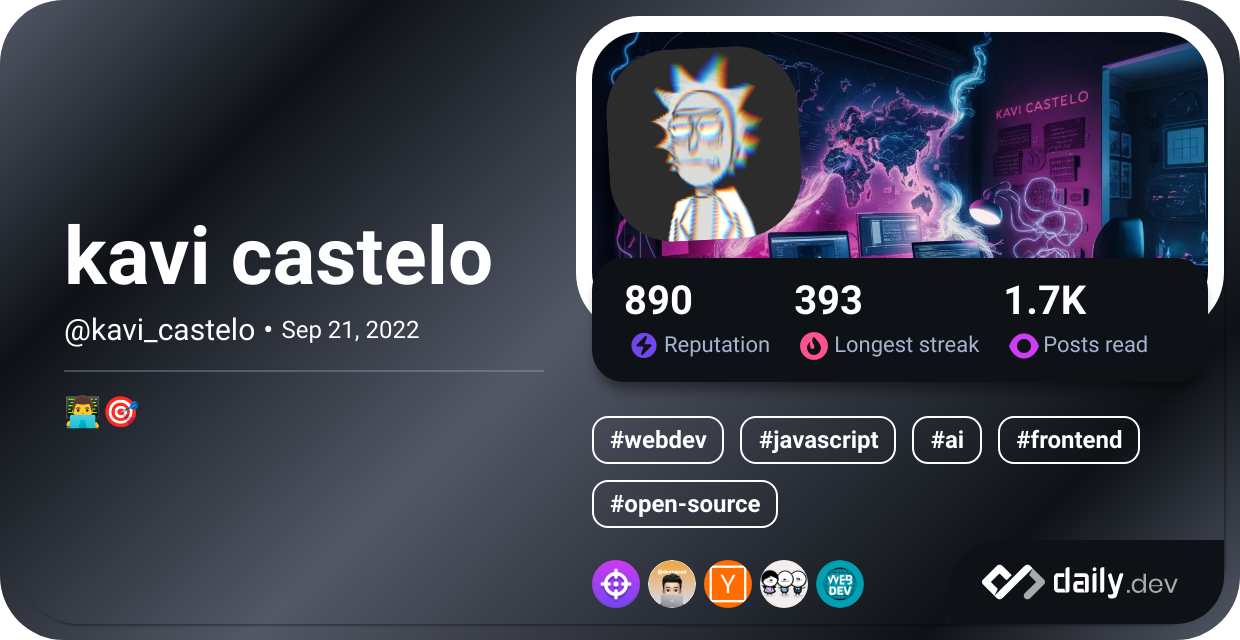 kavi castelo
@kavi_castelo • Sep 21, 2022
KAVI CASTELO
890 393 1.7K
Reputation Longest streak Posts read
#webdev #javascript #ai #frontend
#open-source
Y
WEB
DEV
daily.dev